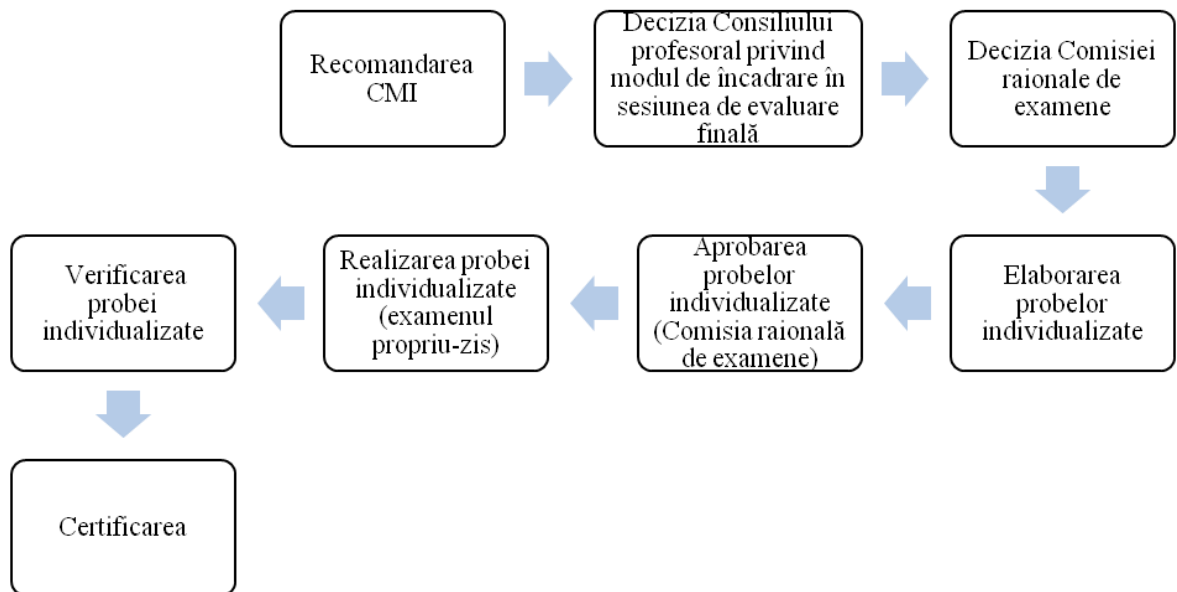 Recomandarea
CMI
Decizia Consiliului
profesoral privind
modul de încadrare în
sesiunea de evaluare
finală
Decizia Comisiei
raionale de
examene
Elaborarea
probelor
individualizate
Aprobarea
probelor
individualizate
(Comisia raională
de examene)
Realizarea probei
individualizate
(examenul
propriu-zis)
Verificarea
probei
individualizate
Certificarea